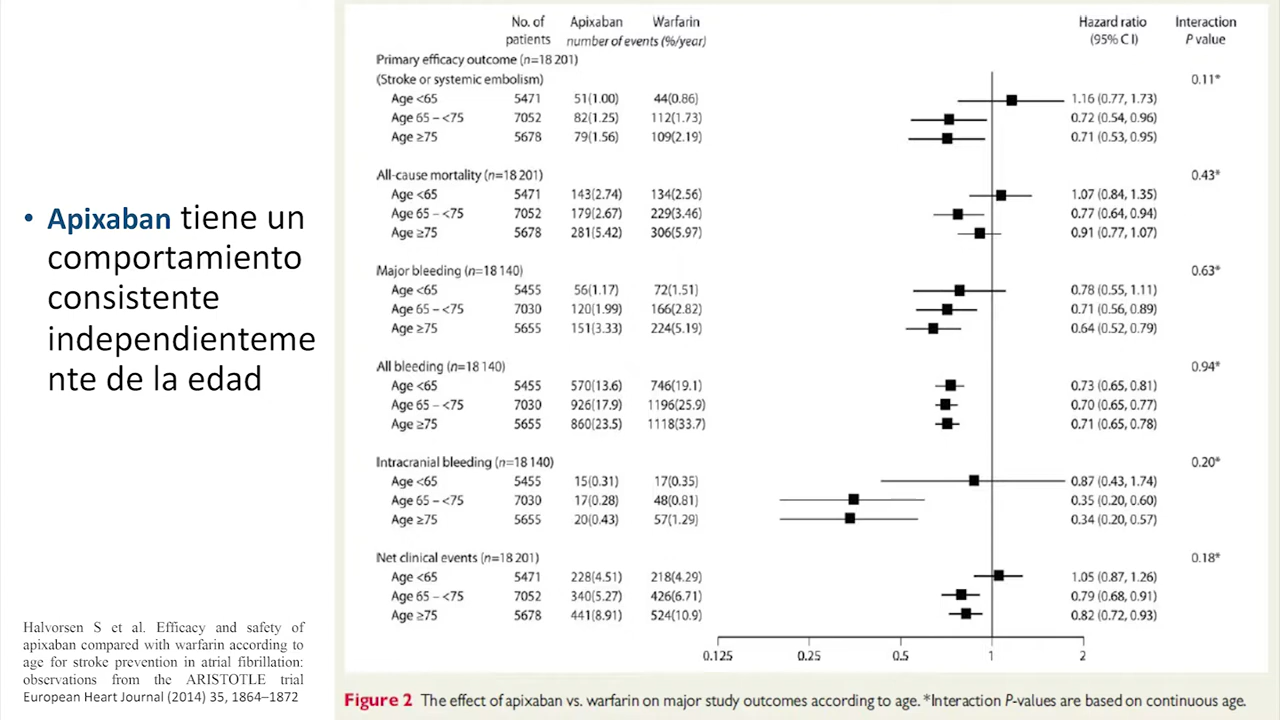 • Apixaban tiene un
comportamiento
consistente
independienteme
nte de la edad
Halvorsen S et al. Efficacy and safety of
apixaban compared with warfarin according to
age for stroke prevention in atrial fibrillation:
observations from the ARISTOTLE trial
European Heart Journal (2014) 35, 1864–1872
No. of Apixaban Warfarin Hazard ratio Interaction
patients number of events (%/year) (95% CI) P value
Primary efficacy outcome (n=18 201)
(Stroke or systemic embolism) 0.11*
Age <65 5471 51(1.00) 44(0.86) 1.16 (0.77, 1.73)
Age 65 – <75 7052 82(1.25) 112(1.73) 0.72 (0.54, 0.96)
Age ≥75 5678 79(1.56) 109(2.19) 0.71 (0.53, 0.95)
All-cause mortality (n=18 201) 0.43*
Age <65 5471 143(2.74) 134(2.56) 1.07 (0.84, 1.35)
Age 65 – <75 7052 179(2.67) 229(3.46) 0.77 (0.64, 0.94)
Age ≥75 5678 281(5.42) 306(5.97) 0.91 (0.77, 1.07)
Major bleeding (n=18 140) 0.63*
Age <65 5455 56(1.17) 72(1.51) 0.78 (0.55, 1.11)
Age 65 – <75 7030 120(1.99) 166(2.82) 0.71 (0.56, 0.89)
Age ≥75 5655 151(3.33) 224(5.19) 0.64 (0.52, 0.79)
All bleeding (n=18 140) 0.94*
Age <65 5455 570(13.6) 746(19.1) 0.73 (0.65, 0.81)
Age 65 – <75 7030 926(17.9) 1196(25.9) 0.70 (0.65, 0.77)
Age ≥75 5655 860(23.5) 1118(33.7) 0.71 (0.65, 0.78)
Intracranial bleeding (n=18 140) 0.20*
Age <65 5455 15(0.31) 17(0.35) 0.87 (0.43, 1.74)
Age 65 – <75 7030 17(0.28) 48(0.81) 0.35 (0.20, 0.60)
Age ≥75 5655 20(0.43) 57(1.29) 0.34 (0.20, 0.57)
Net clinical events (n=18 201) 0.18*
Age <65 5471 228(4.51) 218(4.29) 1.05 (0.87, 1.26)
Age 65 – <75 7052 340(5.27) 426(6.71) 0.79 (0.68, 0.91)
Age ≥75 5678 441(8.91) 524(10.9) 0.82 (0.72, 0.93)
0.125 0.25 0.5 1 2
Figure 2 The effect of apixaban vs. warfarin on major study outcomes according to age. *Interaction P-values are based on continuous age.